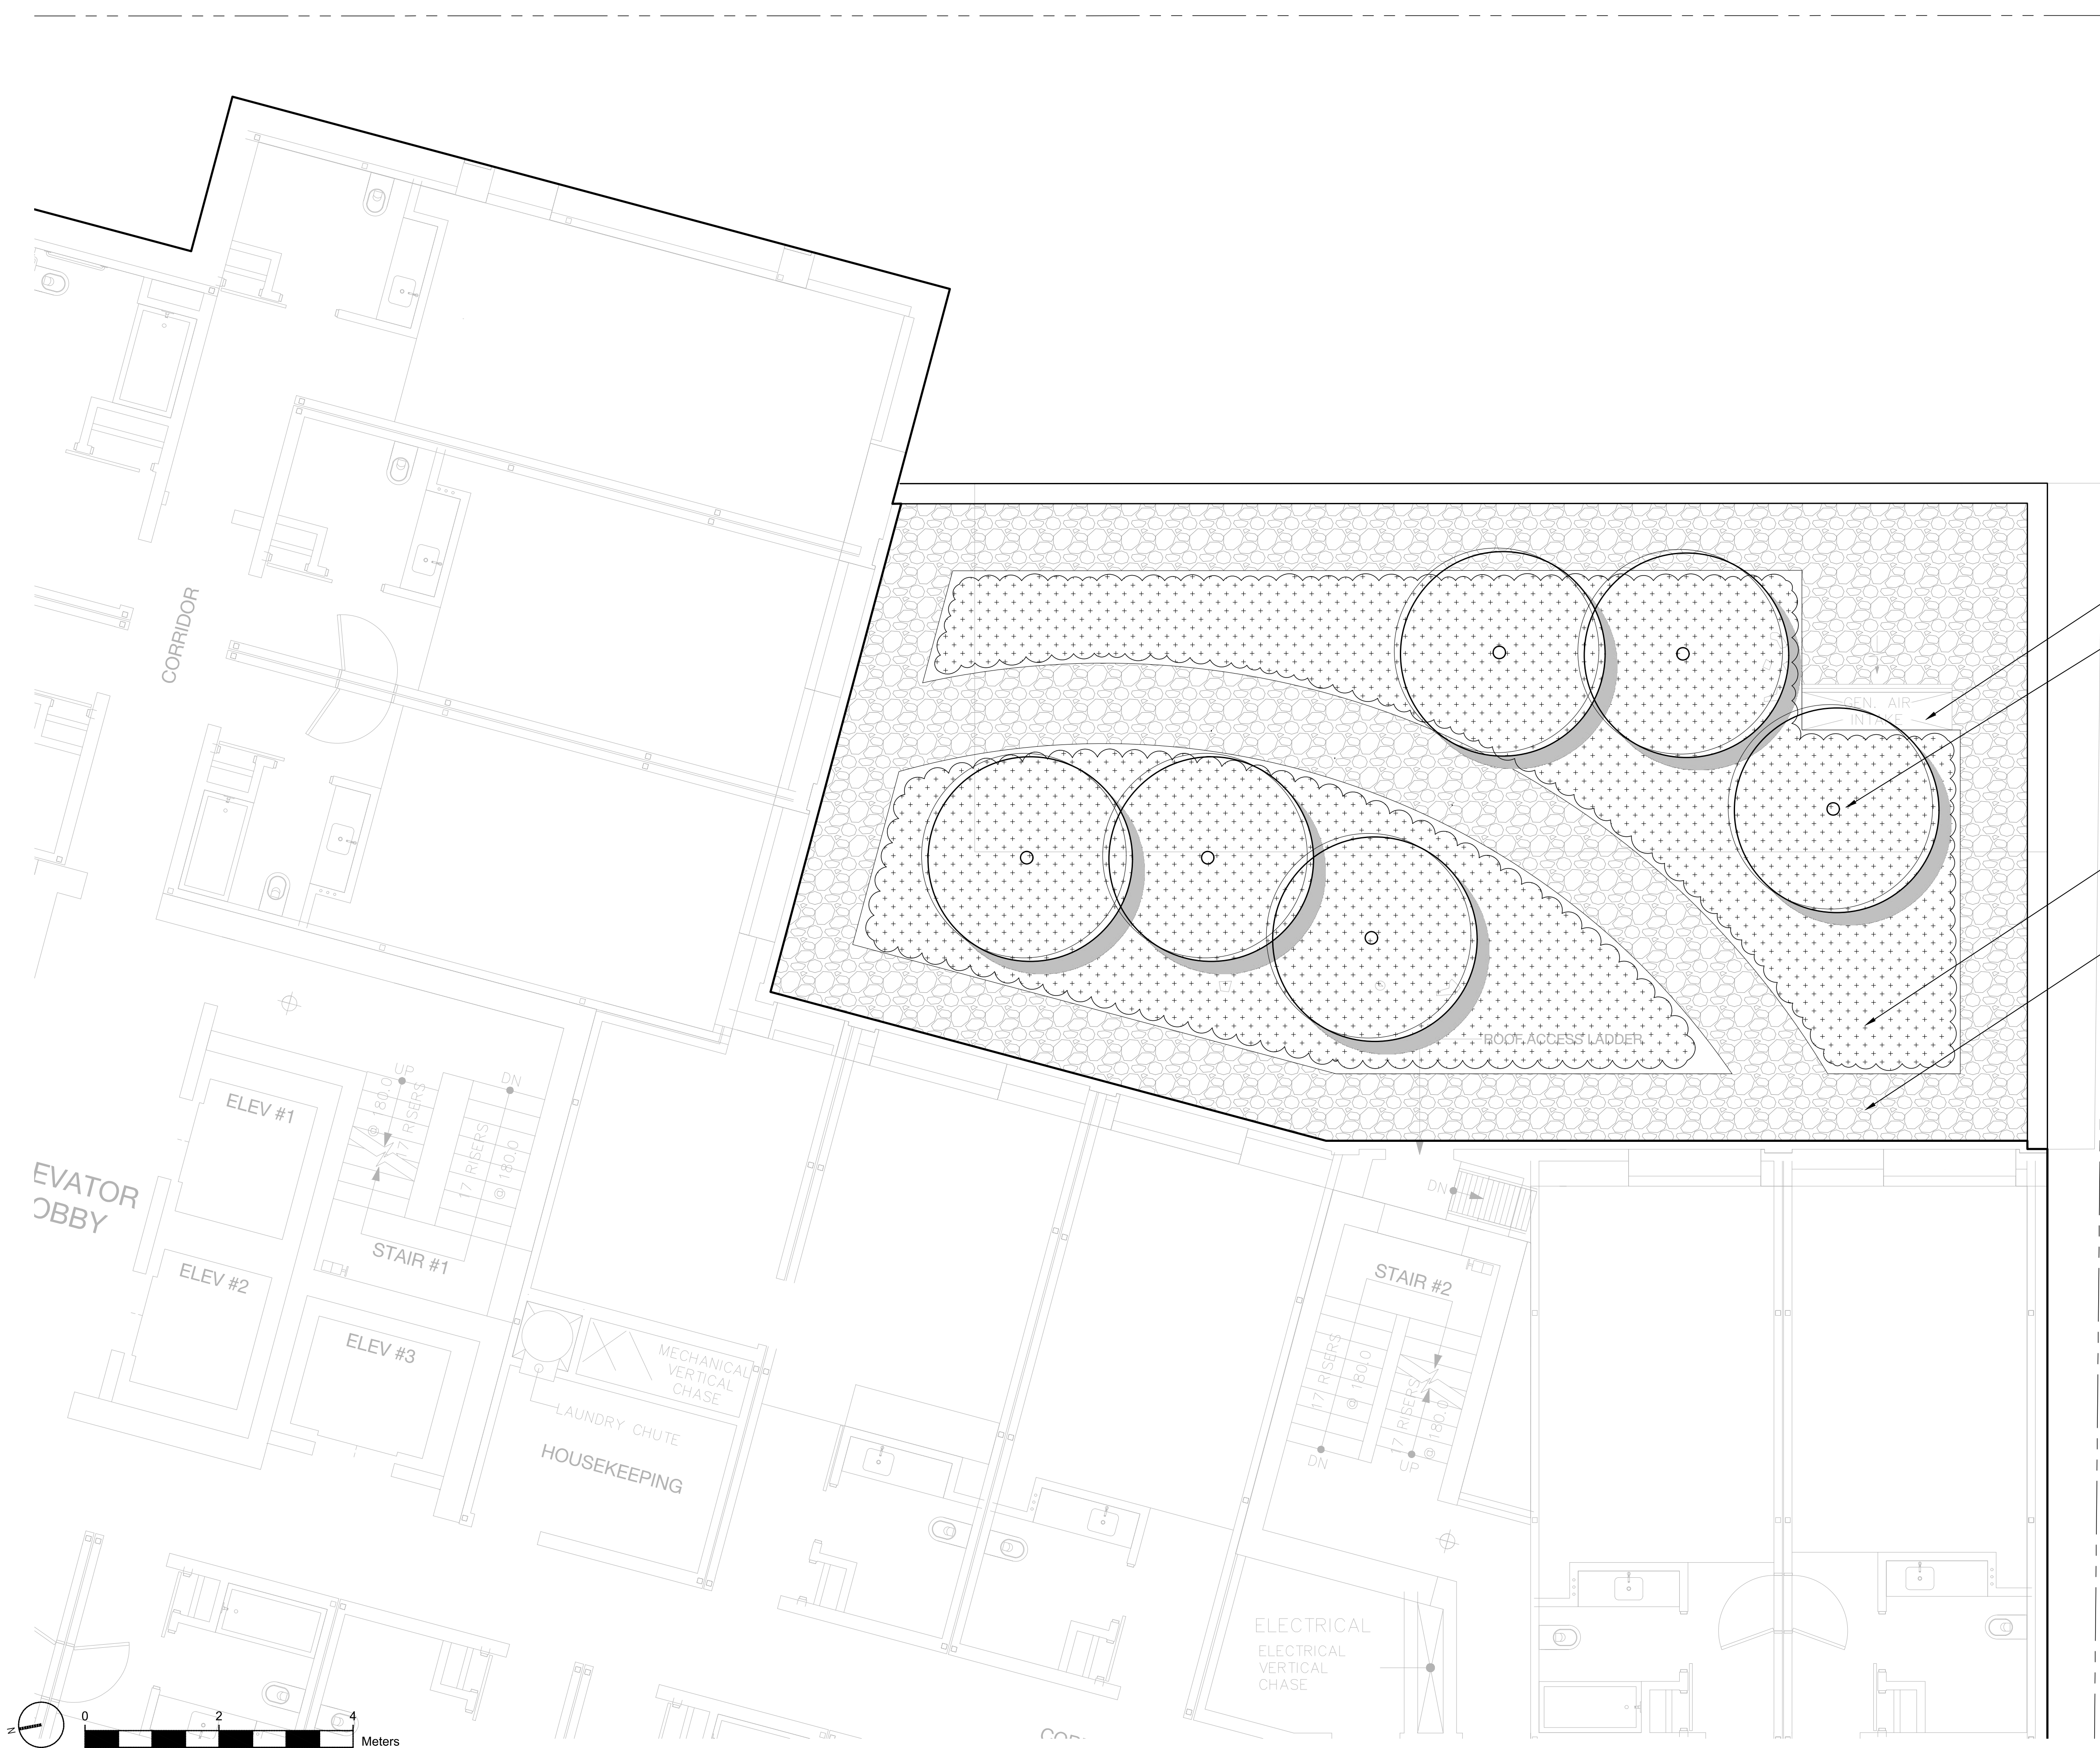 CORRIDOR
GEN. AIR
INTAKE
ROOF ACCESS LADDER
ELEV #1
UP
17 RISERS
@ 180.0
DN
17 RISERS
@ 180.0
EVATOR
OBBY
STAIR #1
ELEV #2
ELEV #3
MECHANICAL
VERTICAL
CHASE
LAUNDRY CHUTE
HOUSEKEEPING
DN
STAIR #2
17 RISERS
@ 180.0
17 RISERS
@ 180.0
DN
UP
ELECTRICAL
ELECTRICAL
VERTICAL
CHASE
N
0 2 4
Meters